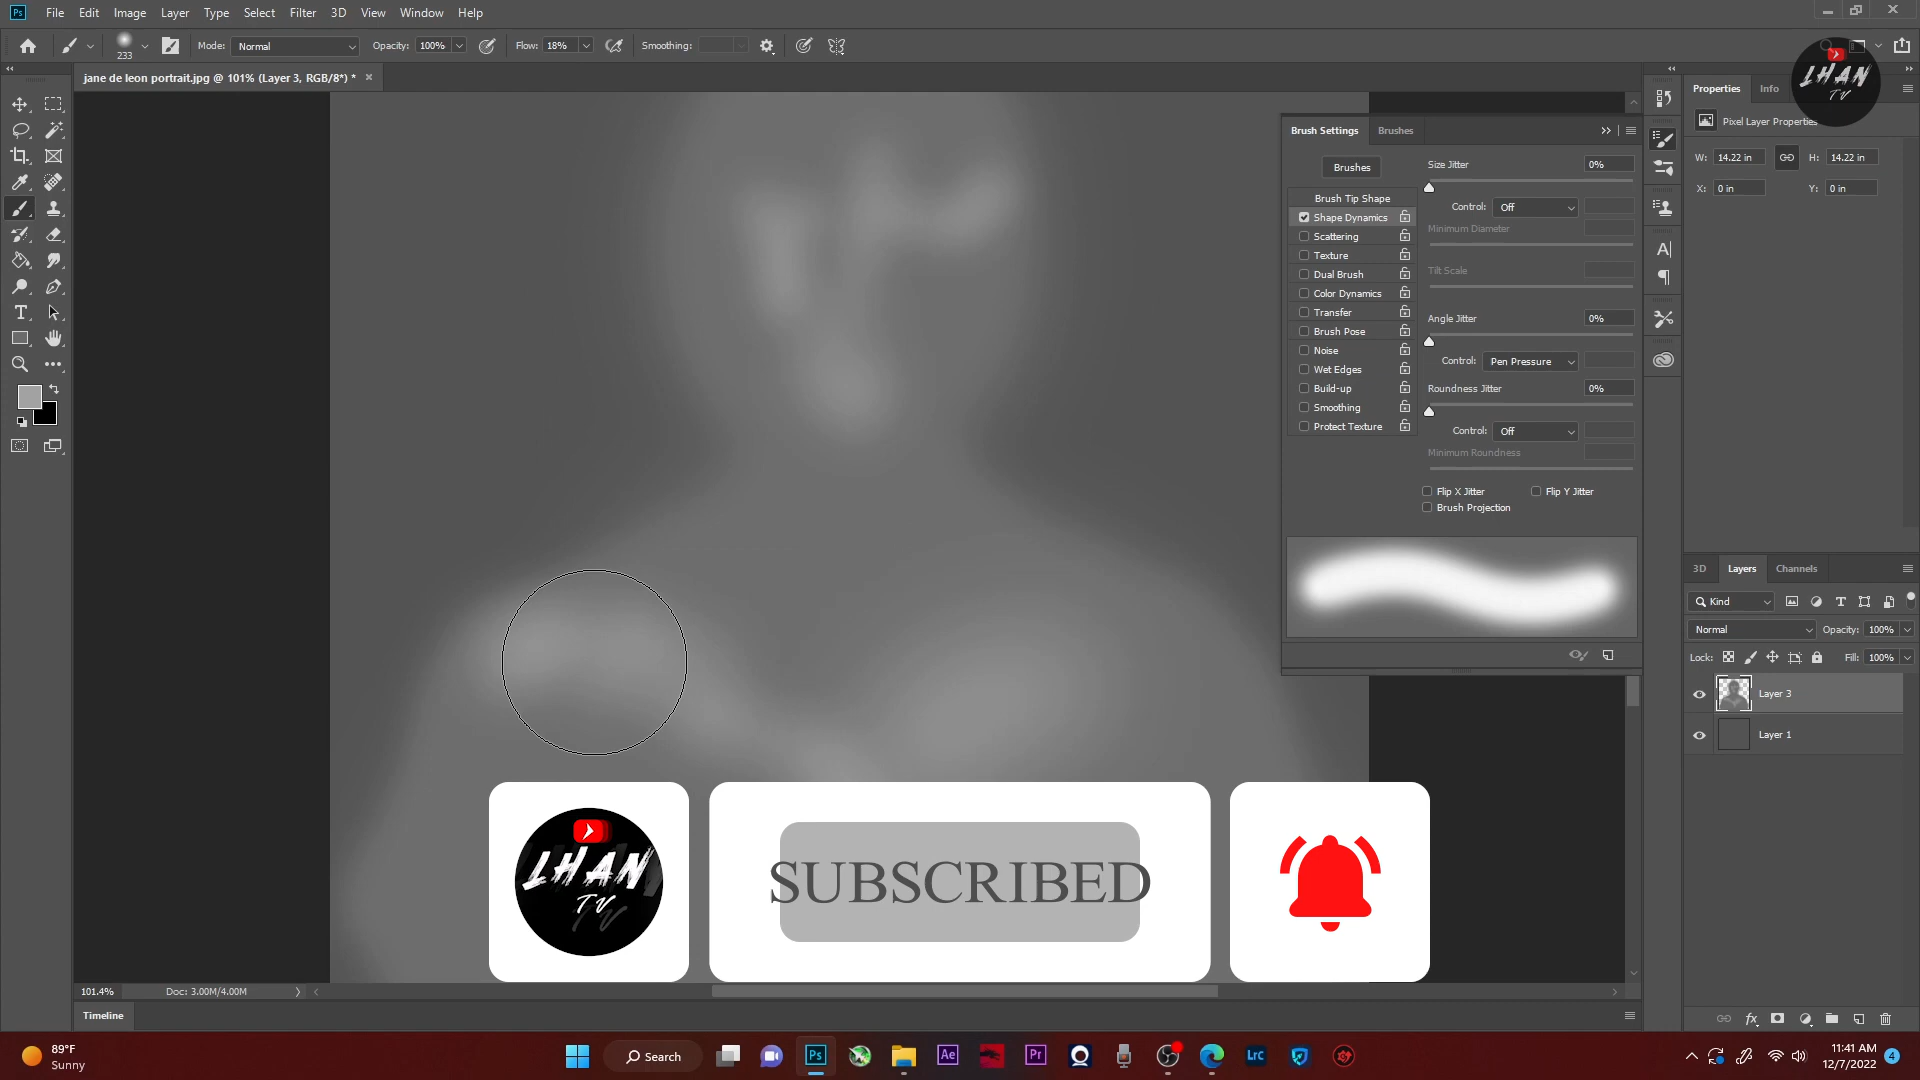 Ps File Edit Image Layer Type Select Filter 3D View Window Help
233 Mode: Normal Opacity: 100% Flow: 18% Smoothing:
jane de leon portrait.jpg @ 101% (Layer 3, RGB/8*) * ×
LHAN
TV
Properties Info
Pixel Layer Properties
W: 14.22 in H: 14.22 in
X: 0 in Y: 0 in
Brush Settings Brushes
Brushes
Brush Tip Shape
Shape Dynamics
Scattering
Texture
Dual Brush
Color Dynamics
Transfer
Brush Pose
Noise
Wet Edges
Build-up
Smoothing
Protect Texture
Size Jitter 0%
Control: Off
Minimum Diameter
Tilt Scale
Angle Jitter 0%
Control: Pen Pressure
Roundness Jitter 0%
Control: Off
Minimum Roundness
Flip X Jitter Flip Y Jitter
Brush Projection
3D Layers Channels
Kind
Normal Opacity: 100%
Lock: Fill: 100%
Layer 3
Layer 1
LHAN
TV
SUBSCRIBED
101.4% Doc: 3.00M/4.00M
Timeline
89°F
Sunny
Search
Ps Ae Pr LrC
11:41 AM
12/7/2022
4